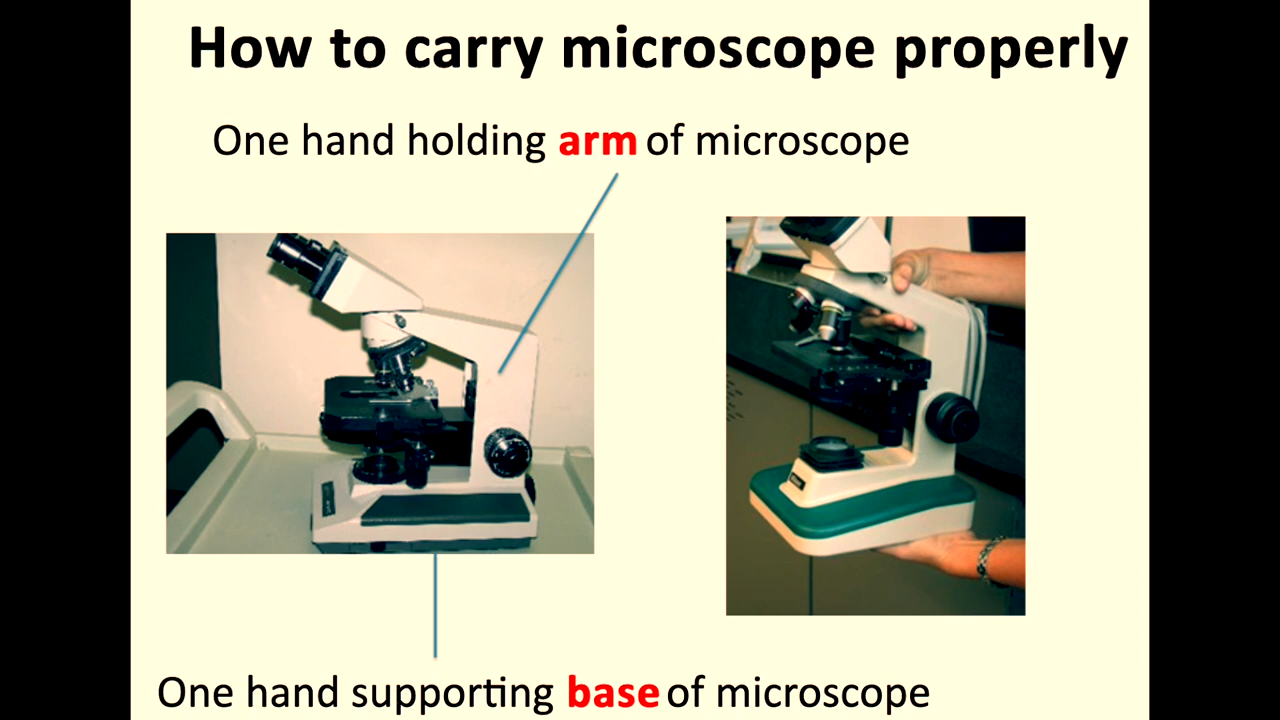 How to carry microscope properly
One hand holding arm of microscope
One hand supporting base of microscope